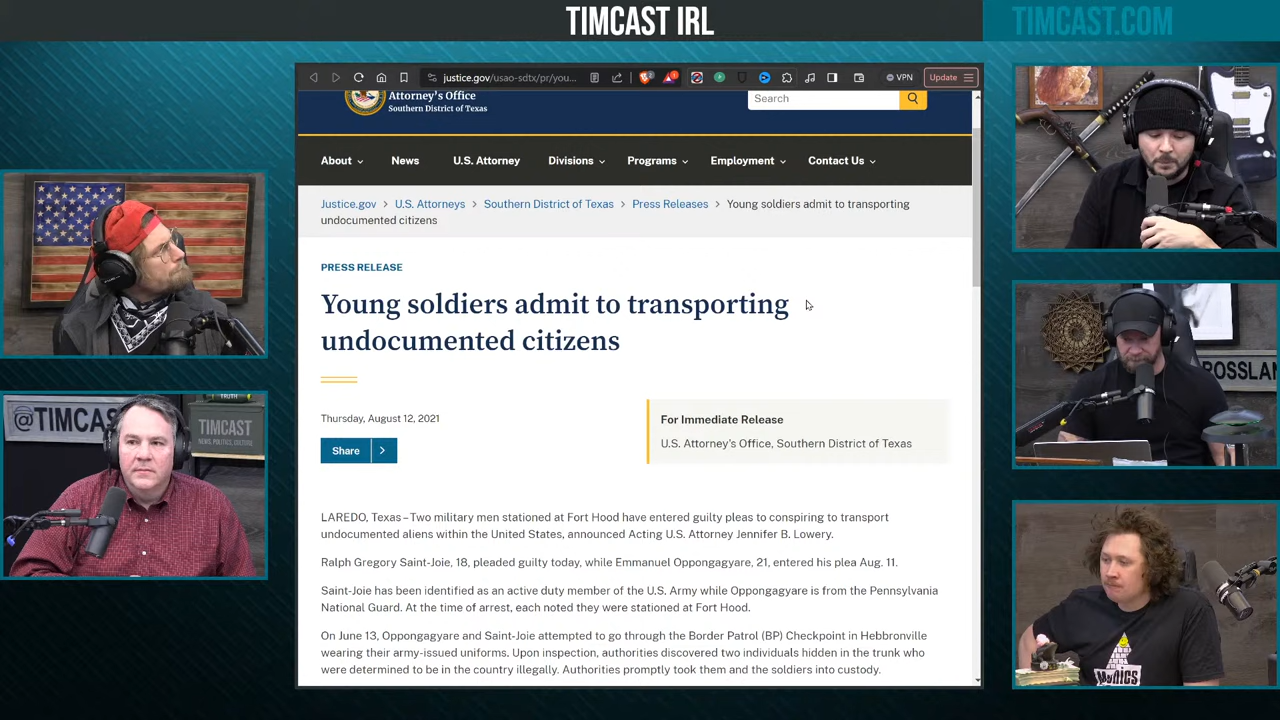 TIMCAST IRL
TIMCAST.COM
justice.gov/usao-sdtx/pr/you...
VPN
Update
Attorney's Office
Southern District of Texas
Search
About
News
U.S. Attorney
Divisions
Programs
Employment
Contact Us
Justice.gov > U.S. Attorneys > Southern District of Texas > Press Releases > Young soldiers admit to transporting
undocumented citizens
PRESS RELEASE
Young soldiers admit to transporting
undocumented citizens
Thursday, August 12, 2021
Share
For Immediate Release
U.S. Attorney's Office, Southern District of Texas
LAREDO, Texas – Two military men stationed at Fort Hood have entered guilty pleas to conspiring to transport
undocumented aliens within the United States, announced Acting U.S. Attorney Jennifer B. Lowery.
Ralph Gregory Saint-Joie, 18, pleaded guilty today, while Emmanuel Oppongagyare, 21, entered his plea Aug. 11.
Saint-Joie has been identified as an active duty member of the U.S. Army while Oppongagyare is from the Pennsylvania
National Guard. At the time of arrest, each noted they were stationed at Fort Hood.
On June 13, Oppongagyare and Saint-Joie attempted to go through the Border Patrol (BP) Checkpoint in Hebbronville
wearing their army-issued uniforms. Upon inspection, authorities discovered two individuals hidden in the trunk who
were determined to be in the country illegally. Authorities promptly took them and the soldiers into custody.
@TIMCAST
TRUTH
TIMCAST
NEWS, POLITICS, CULTURE
ROSSLAN